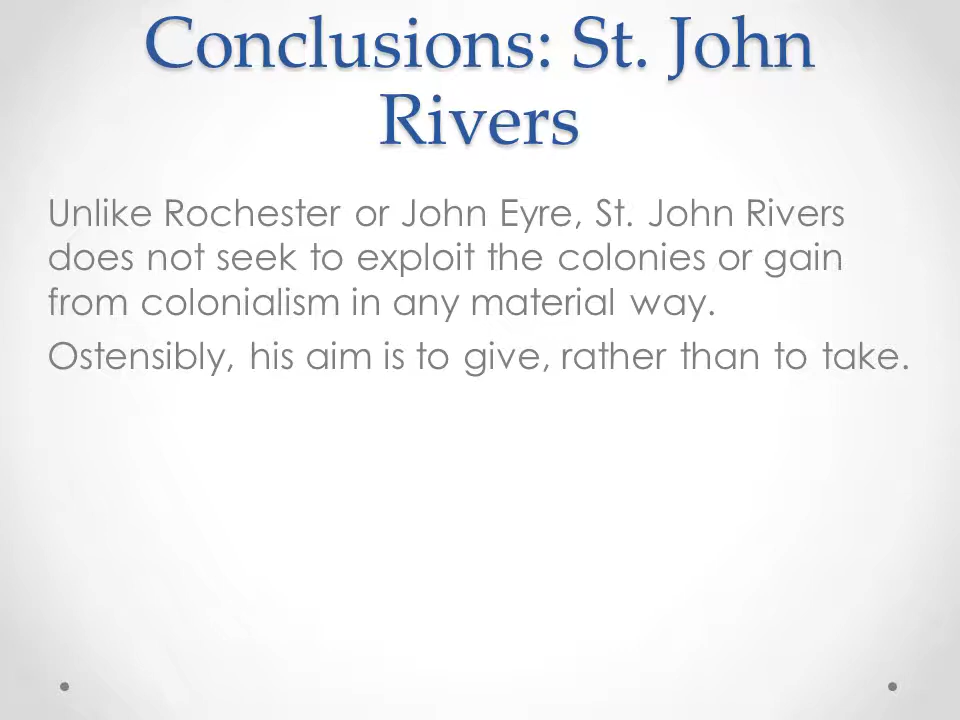 Conclusions: St. John
Rivers
Unlike Rochester or John Eyre, St. John Rivers
does not seek to exploit the colonies or gain
from colonialism in any material way.
Ostensibly, his aim is to give, rather than to take.